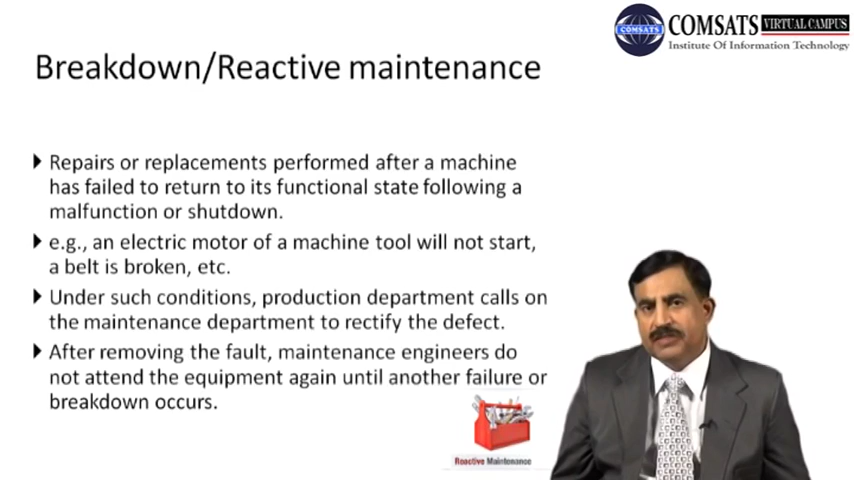 COMSATS VIRTUAL CAMPUS
COMSATS
Institute Of Information Technology
Breakdown/Reactive maintenance
Repairs or replacements performed after a machine
has failed to return to its functional state following a
malfunction or shutdown.
e.g., an electric motor of a machine tool will not start,
a belt is broken, etc.
Under such conditions, production department calls on
the maintenance department to rectify the defect.
After removing the fault, maintenance engineers do
not attend the equipment again until another failure or
breakdown occurs.
Reactive Maintenance